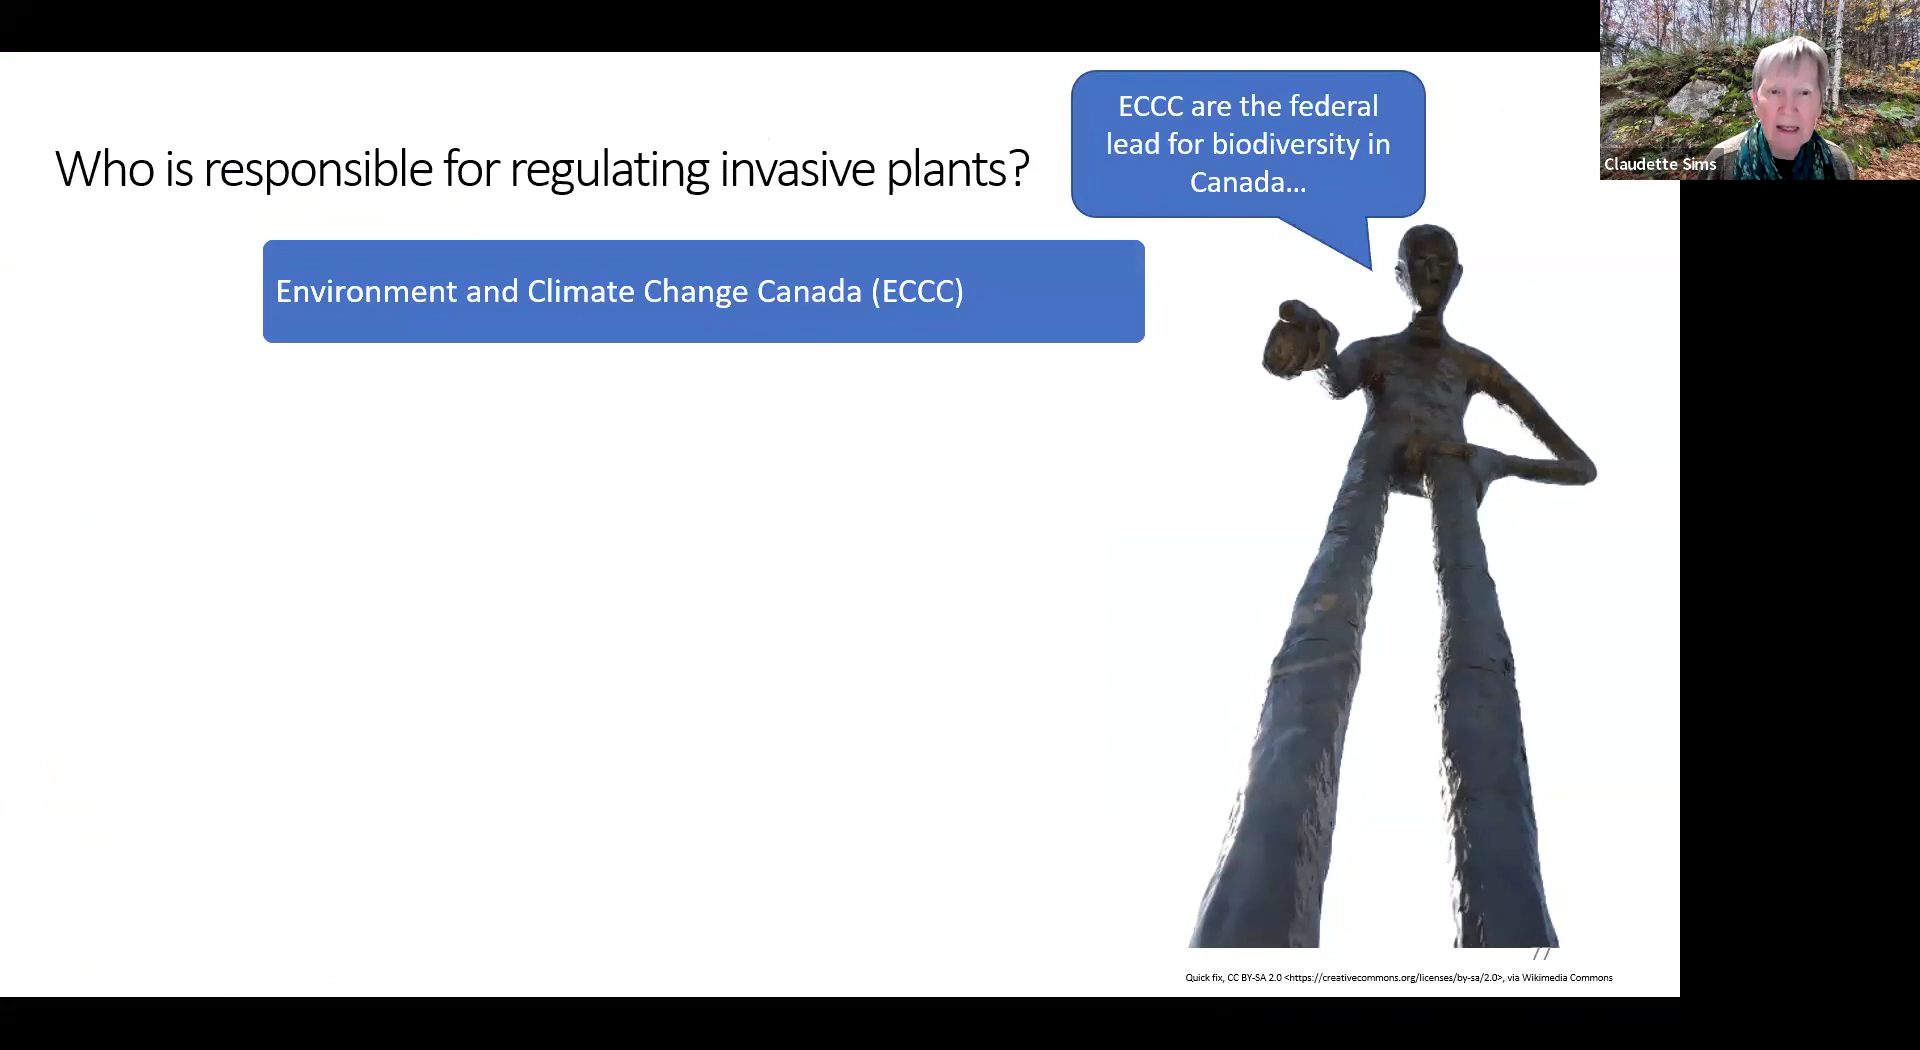 ECCC are the federal
lead for biodiversity in
Canada...
Claudette Sims
Who is responsible for regulating invasive plants?
Environment and Climate Change Canada (ECCC)
77
Quick fix, CC BY-SA 2.0 <https://creativecommons.org/licenses/by-sa/2.0>, via Wikimedia Commons